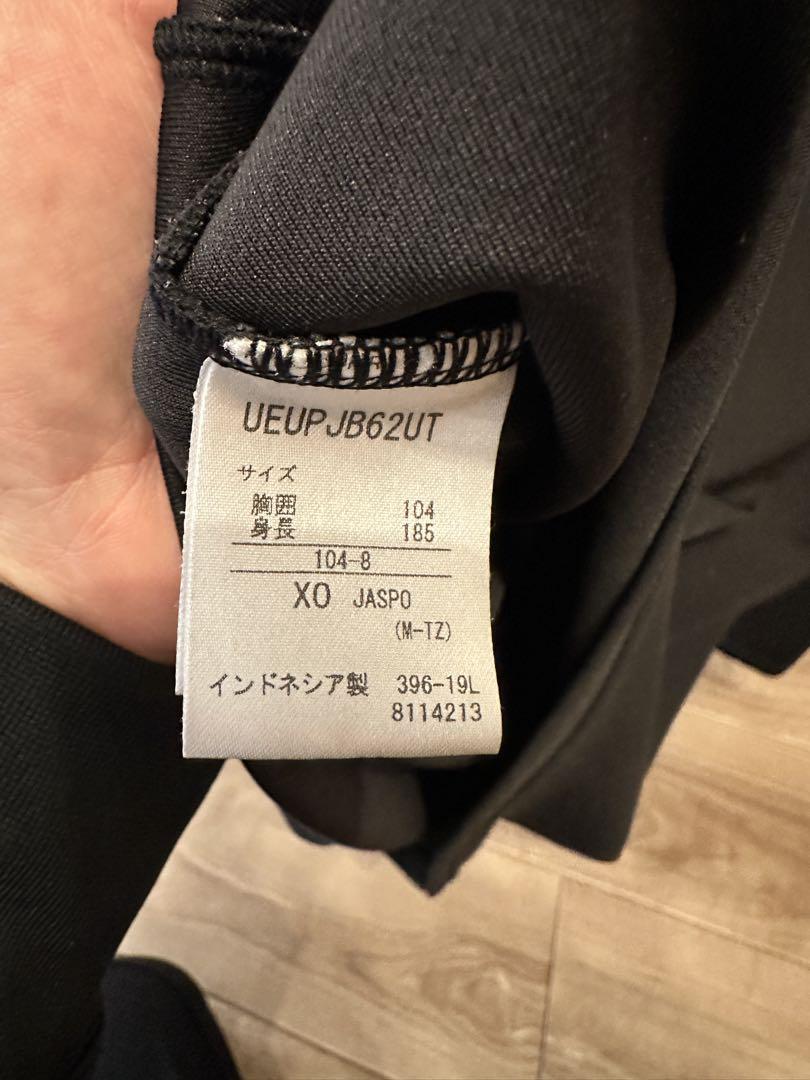 UEUPJB62UT
サイズ
胸囲 104
身長 185
104-8
XO JASPO
(M-TZ)
インドネシア製 396-19L
8114213